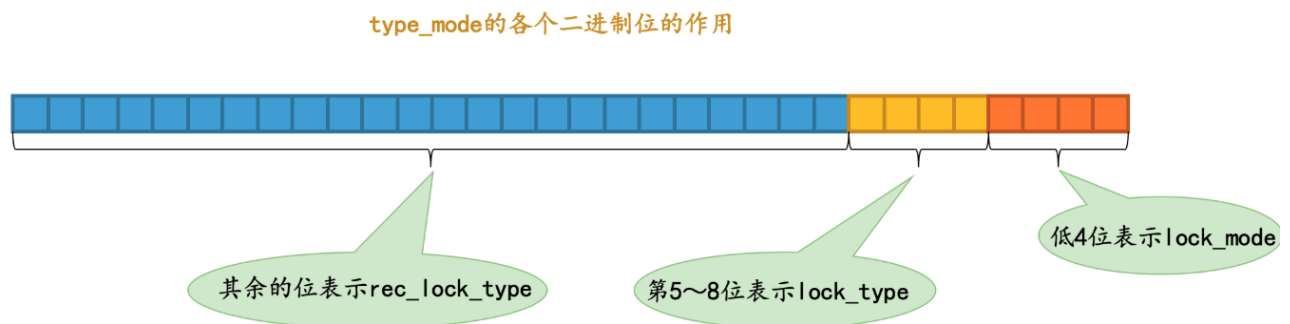 type_mode的各个二进制位的作用
低4位表示lock_mode
其余的位表示rec_lock_type
第5～8位表示lock_type